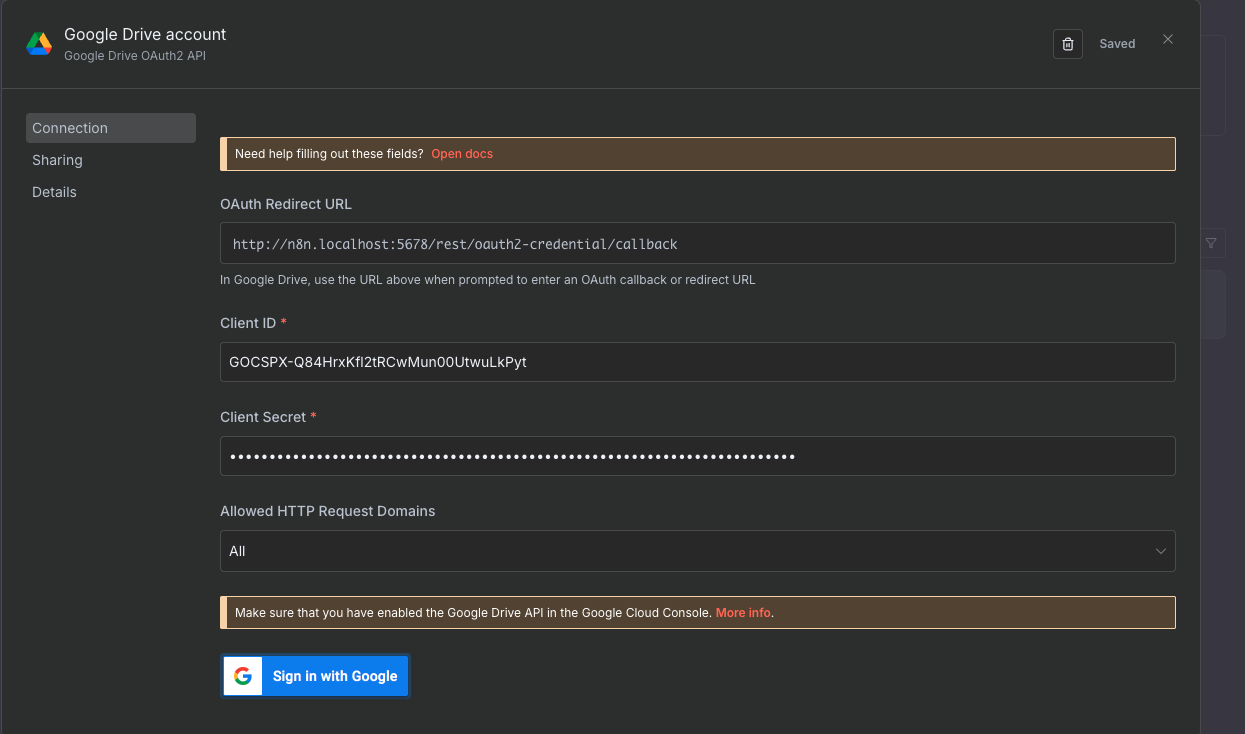 Google Drive account
Google Drive OAuth2 API
Saved
Connection
Sharing
Details
Need help filling out these fields? Open docs
OAuth Redirect URL
http://n8n.localhost:5678/rest/oauth2-credential/callback
In Google Drive, use the URL above when prompted to enter an OAuth callback or redirect URL
Client ID *
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
Client Secret *
••••••••••••••••••••••••••••••••••••••••••••••••••••••••••••••••••••••••
Allowed HTTP Request Domains
All
Make sure that you have enabled the Google Drive API in the Google Cloud Console. More info.
Sign in with Google